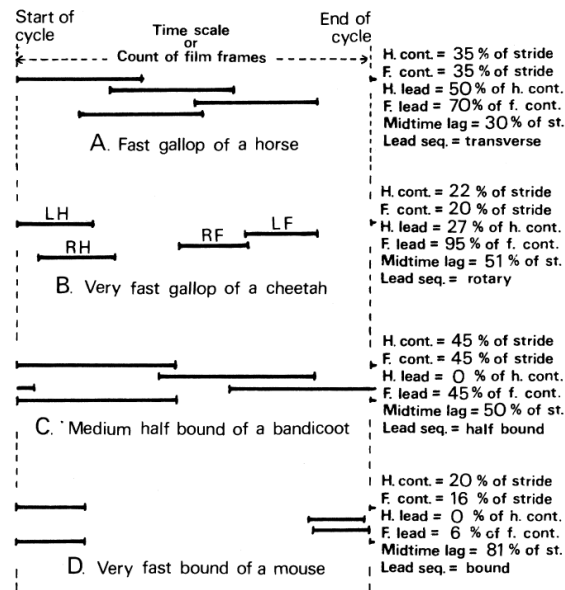 Start of
cycle
Time scale
or
Count of film frames
End of
cycle
H. cont. = 35 % of stride
F. cont. = 35 % of stride
H. lead = 50% of h. cont.
F. lead = 70% of f. cont.
Midtime lag = 30% of st.
Lead seq. = transverse
A. Fast gallop of a horse
LH
RH
RF
LF
H. cont. = 22 % of stride
F. cont. = 20 % of stride
H. lead = 27 % of h. cont.
F. lead = 95% of f. cont.
Midtime lag = 51 % of st.
Lead seq. = rotary
B. Very fast gallop of a cheetah
H. cont. = 45 % of stride
F. cont. = 45 % of stride
H. lead = 0 % of h. cont.
F. lead = 45% of f. cont.
Midtime lag = 50 % of st.
Lead seq. = half bound
C. Medium half bound of a bandicoot
H. cont. = 20 % of stride
F. cont. = 16 % of stride
H. lead = 0 % of h. cont.
F. lead = 6 % of f. cont.
Midtime lag = 81 % of st.
Lead seq. = bound
D. Very fast bound of a mouse